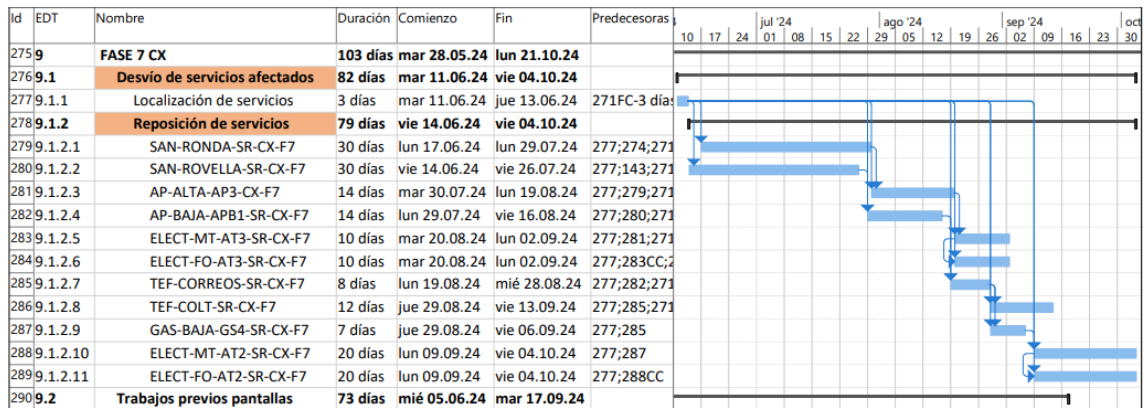 Id EDT Nombre Duración Comienzo Fin Predecesoras jul '24 ago '24 sep '24 oct
10 17 24 01 08 15 22 29 05 12 19 26 02 09 16 23 30
275 9 FASE 7 CX 103 días mar 28.05.24 lun 21.10.24
276 9.1 Desvío de servicios afectados 82 días mar 11.06.24 vie 04.10.24
277 9.1.1 Localización de servicios 3 días mar 11.06.24 jue 13.06.24 271FC-3 días
278 9.1.2 Reposición de servicios 79 días vie 14.06.24 vie 04.10.24
279 9.1.2.1 SAN-RONDA-SR-CX-F7 30 días lun 17.06.24 lun 29.07.24 277;274;271
280 9.1.2.2 SAN-ROVELLA-SR-CX-F7 30 días vie 14.06.24 vie 26.07.24 277;143;271
281 9.1.2.3 AP-ALTA-AP3-CX-F7 14 días mar 30.07.24 lun 19.08.24 277;279;271
282 9.1.2.4 AP-BAJA-APB1-SR-CX-F7 14 días lun 29.07.24 vie 16.08.24 277;280;271
283 9.1.2.5 ELECT-MT-AT3-SR-CX-F7 10 días mar 20.08.24 lun 02.09.24 277;281;271
284 9.1.2.6 ELECT-FO-AT3-SR-CX-F7 10 días mar 20.08.24 lun 02.09.24 277;283CC;2
285 9.1.2.7 TEF-CORREOS-SR-CX-F7 8 días lun 19.08.24 mié 28.08.24 277;282;271
286 9.1.2.8 TEF-COLT-SR-CX-F7 12 días jue 29.08.24 vie 13.09.24 277;285;271
287 9.1.2.9 GAS-BAJA-GS4-SR-CX-F7 7 días jue 29.08.24 vie 06.09.24 277;285
288 9.1.2.10 ELECT-MT-AT2-SR-CX-F7 20 días lun 09.09.24 vie 04.10.24 277;287
289 9.1.2.11 ELECT-FO-AT2-SR-CX-F7 20 días lun 09.09.24 vie 04.10.24 277;288CC
290 9.2 Trabajos previos pantallas 73 días mié 05.06.24 mar 17.09.24